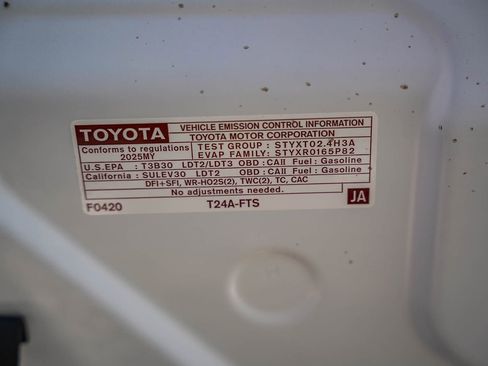 TOYOTA
VEHICLE EMISSION CONTROL INFORMATION
TOYOTA MOTOR CORPORATION
Conforms to regulations
2025MY
TEST GROUP : STYXT02.4H3A
EVAP FAMILY: STYXR0165P82
U.S.EPA : T3B30 LDT2/LDT3 OBD : CAII Fuel : Gasoline
California : SULEV30 LDT2 OBD : CAII Fuel : Gasoline
DFI+SFI, WR-HO2S(2), TWC(2), TC, CAC
No adjustments needed.
F0420 T24A-FTS JA